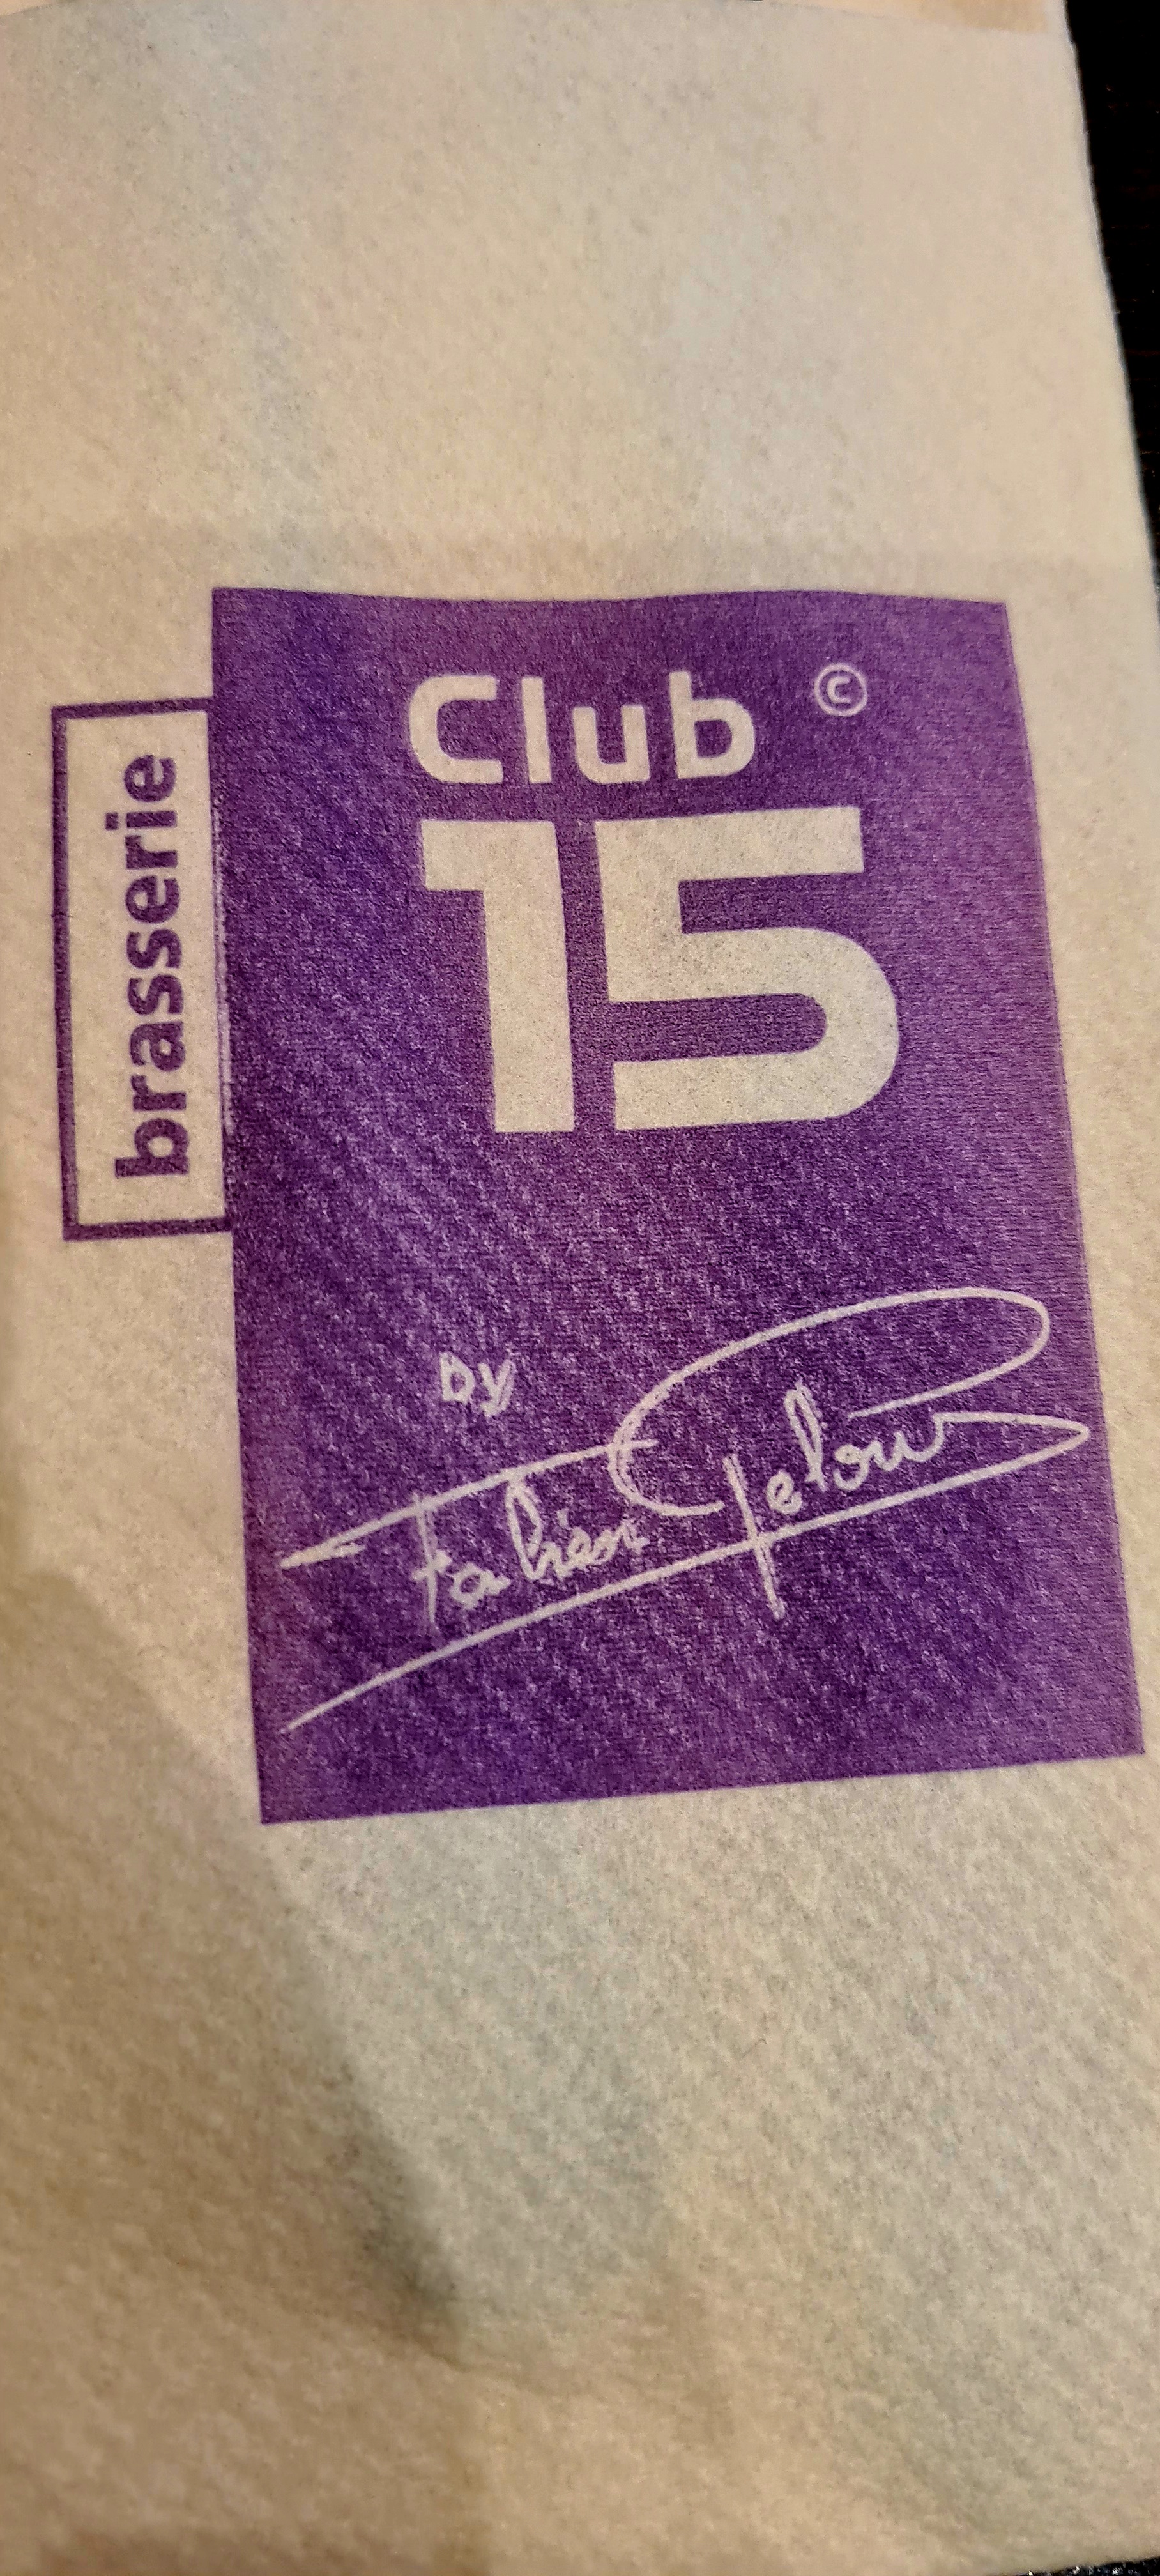 brasserie
Club ©
15
by
Fabien Pelous